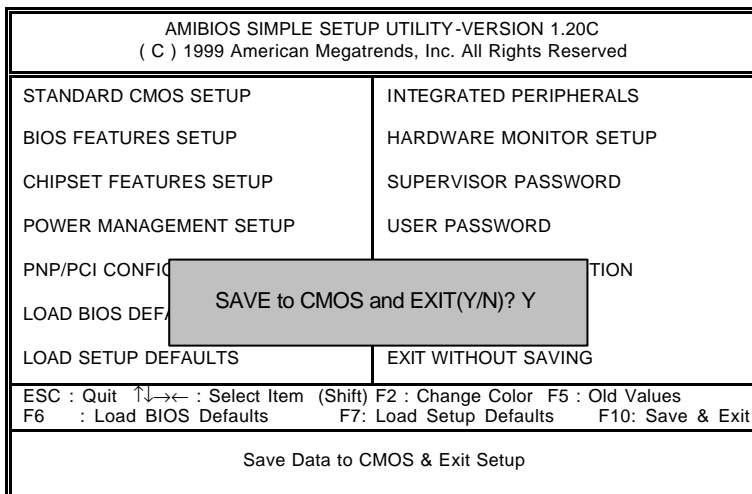 AMIBIOS SIMPLE SETUP UTILITY-VERSION 1.20C
( C ) 1999 American Megatrends, Inc. All Rights Reserved
STANDARD CMOS SETUP
INTEGRATED PERIPHERALS
BIOS FEATURES SETUP
HARDWARE MONITOR SETUP
CHIPSET FEATURES SETUP
SUPERVISOR PASSWORD
POWER MANAGEMENT SETUP
USER PASSWORD
PNP/PCI CONFIG
TION
SAVE to CMOS and EXIT(Y/N)? Y
LOAD BIOS DEFA
LOAD SETUP DEFAULTS
EXIT WITHOUT SAVING
ESC : Quit ↑↓→← : Select Item (Shift) F2 : Change Color F5 : Old Values
F6 : Load BIOS Defaults F7: Load Setup Defaults F10: Save & Exit
Save Data to CMOS & Exit Setup